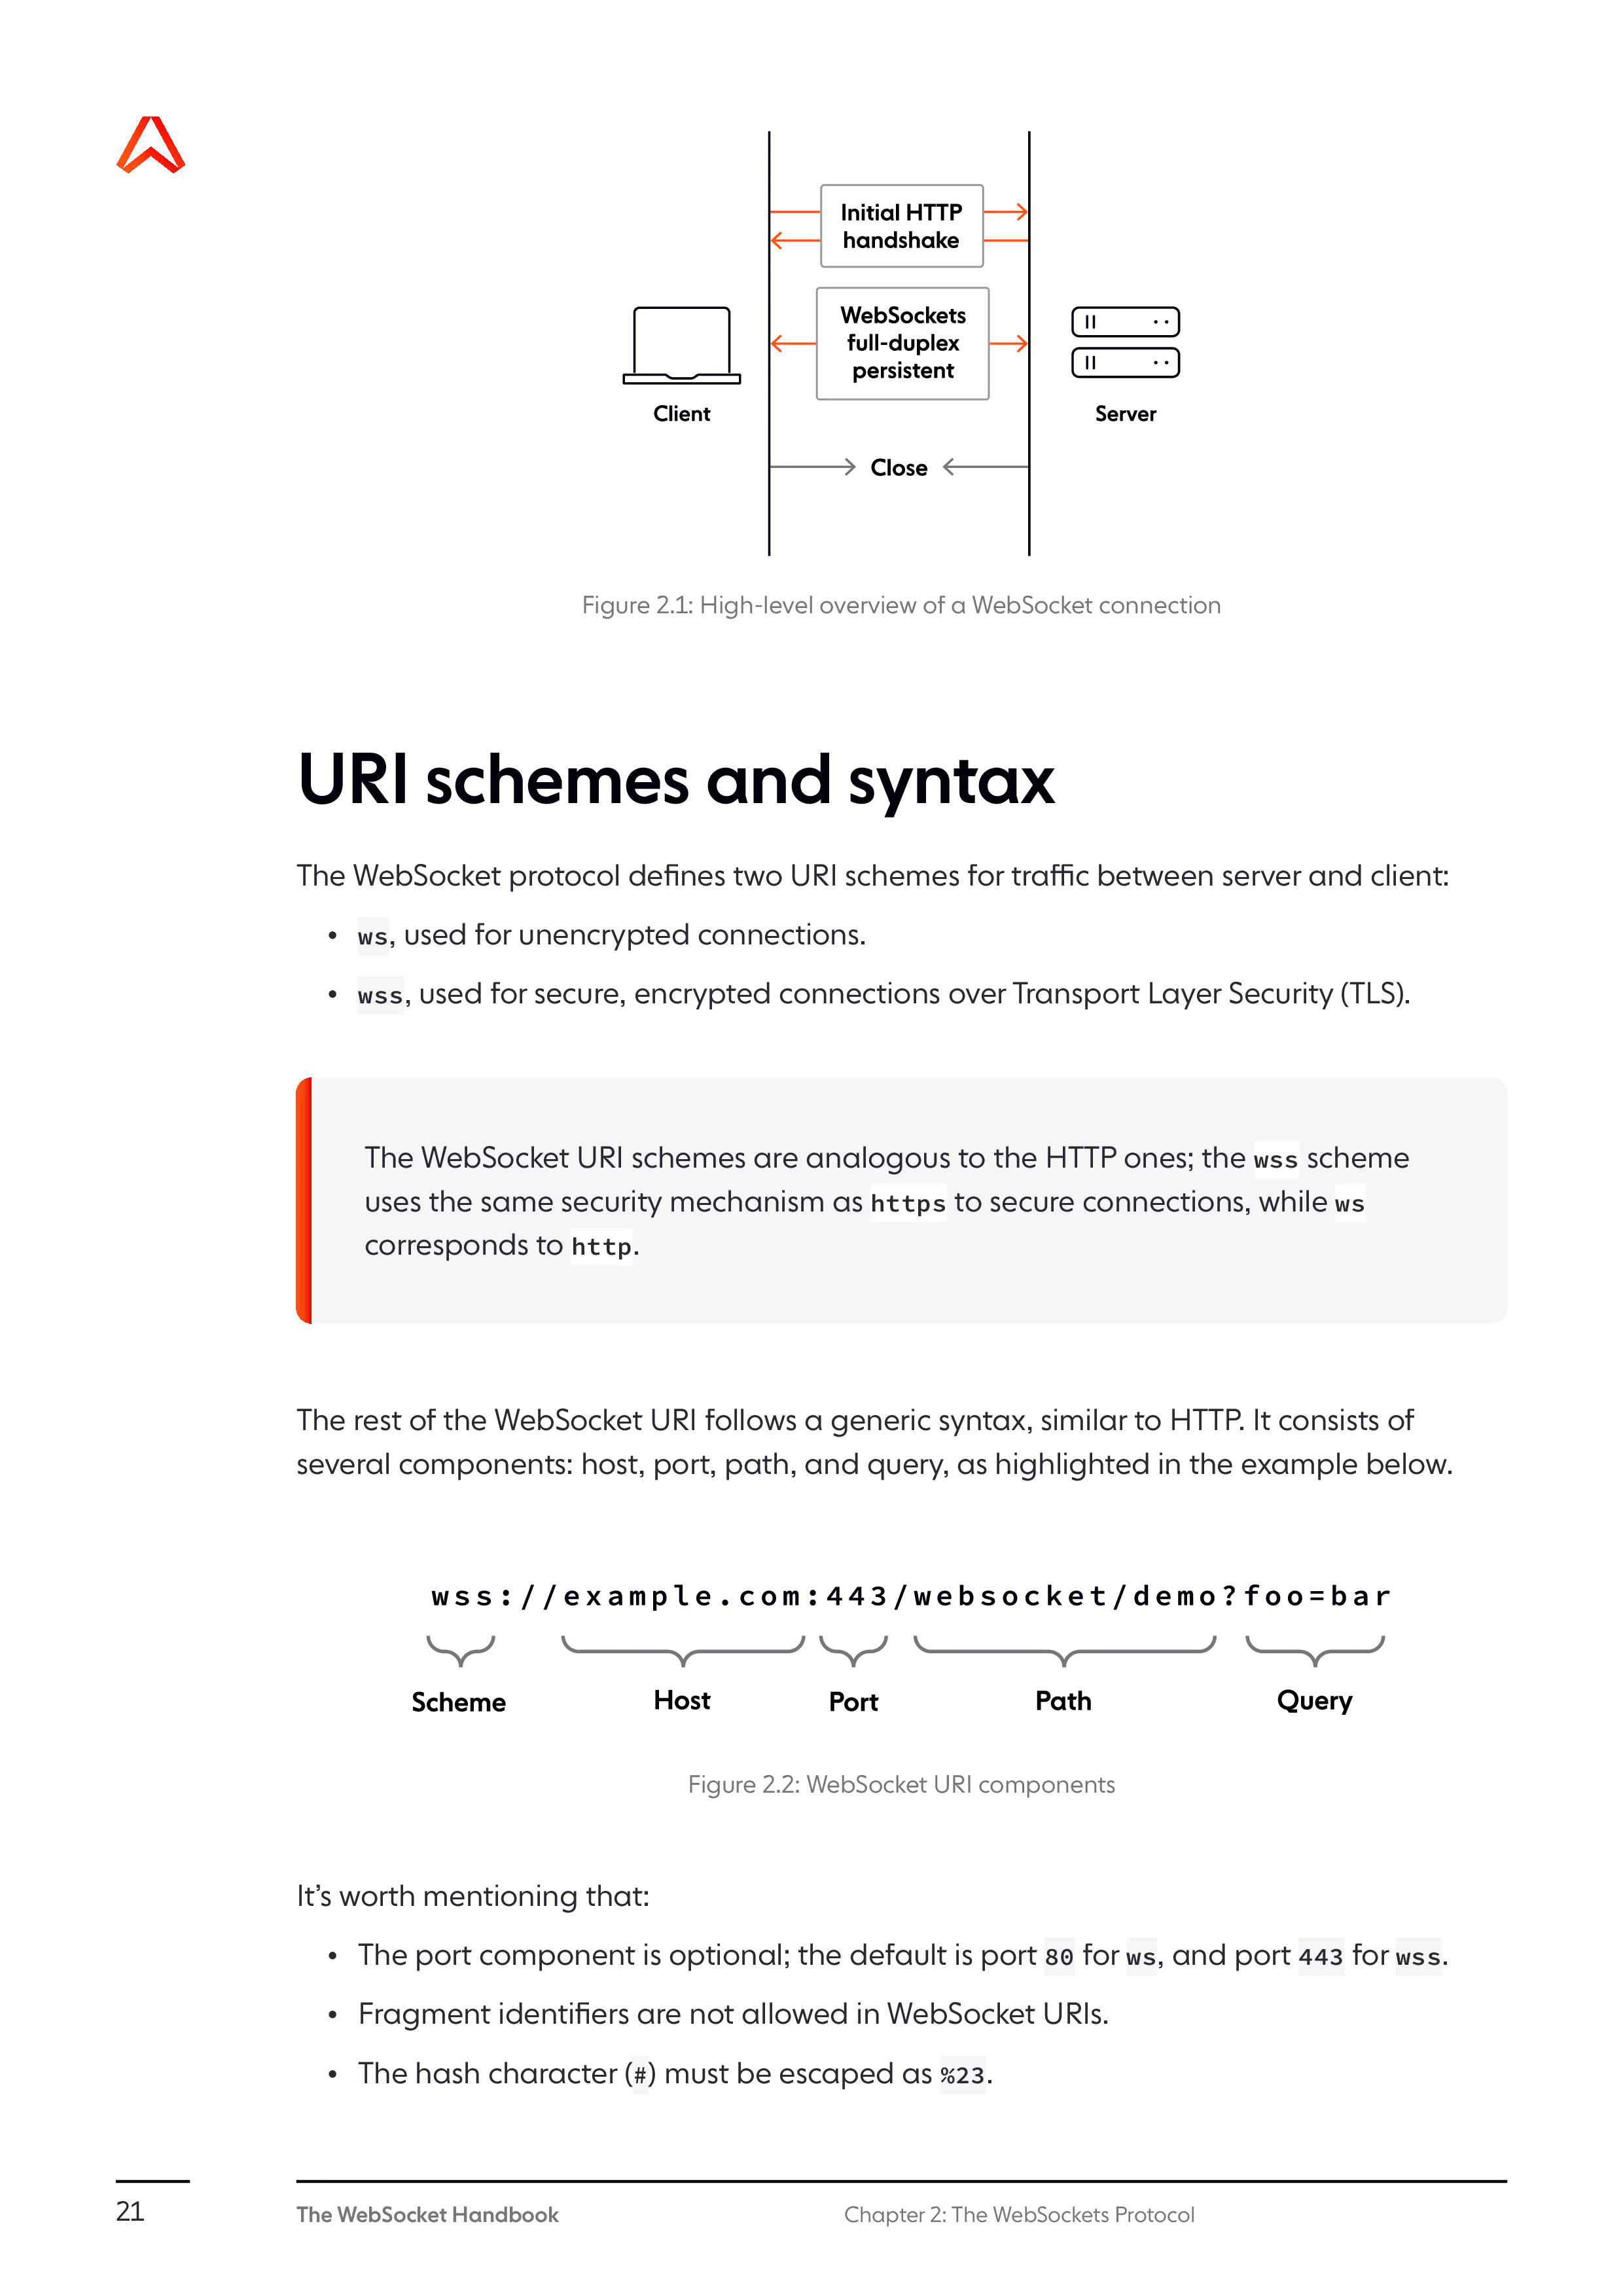 Initial HTTP
handshake
WebSockets
full-duplex
persistent
Client
Server
Close
Figure 2.1: High-level overview of a WebSocket connection
URI schemes and syntax
The WebSocket protocol defines two URI schemes for traffic between server and client:
• ws, used for unencrypted connections.
• wss, used for secure, encrypted connections over Transport Layer Security (TLS).
The WebSocket URI schemes are analogous to the HTTP ones; the wss scheme
uses the same security mechanism as https to secure connections, while ws
corresponds to http.
The rest of the WebSocket URI follows a generic syntax, similar to HTTP. It consists of
several components: host, port, path, and query, as highlighted in the example below.
wss://example.com:443/websocket/demo?foo=bar
Scheme Host Port Path Query
Figure 2.2: WebSocket URI components
It’s worth mentioning that:
• The port component is optional; the default is port 80 for ws, and port 443 for wss.
• Fragment identifiers are not allowed in WebSocket URIs.
• The hash character (#) must be escaped as %23.
21 The WebSocket Handbook Chapter 2: The WebSockets Protocol